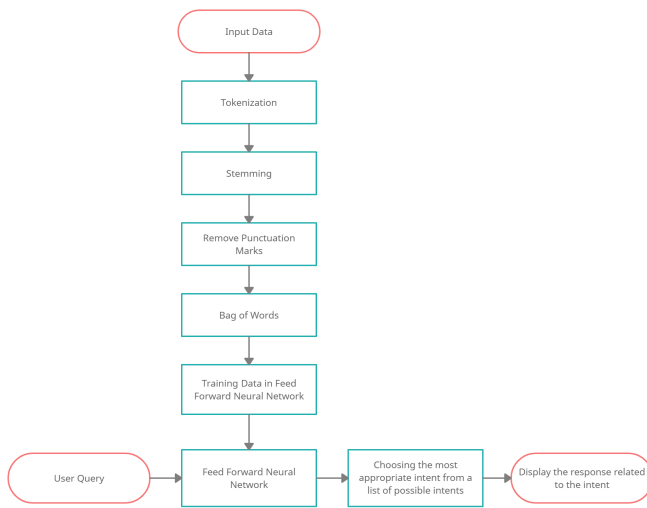 Input Data
Tokenization
Stemming
Remove Punctuation
Marks
Bag of Words
Training Data in Feed
Forward Neural Network
User Query
Feed Forward Neural
Network
Choosing the most
appropriate intent from a
list of possible intents
Display the response related
to the intent